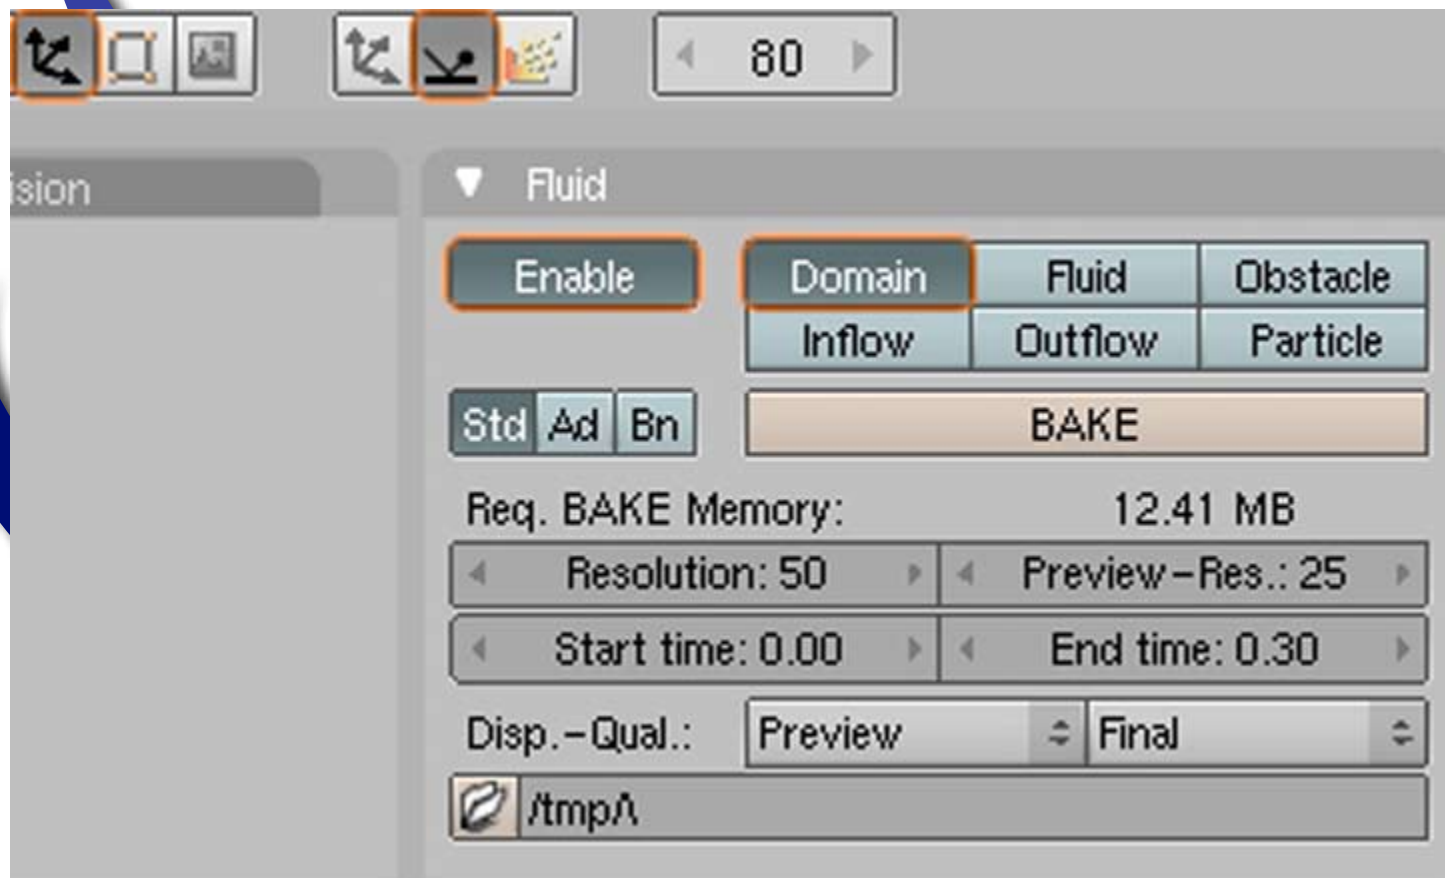 80
ision
Fluid
Enable Domain Fluid Obstacle
Inflow Outflow Particle
Std Ad Bn BAKE
Req. BAKE Memory: 12.41 MB
Resolution: 50 Preview-Res.: 25
Start time: 0.00 End time: 0.30
Disp.-Qual.: Preview Final
/tmp/\